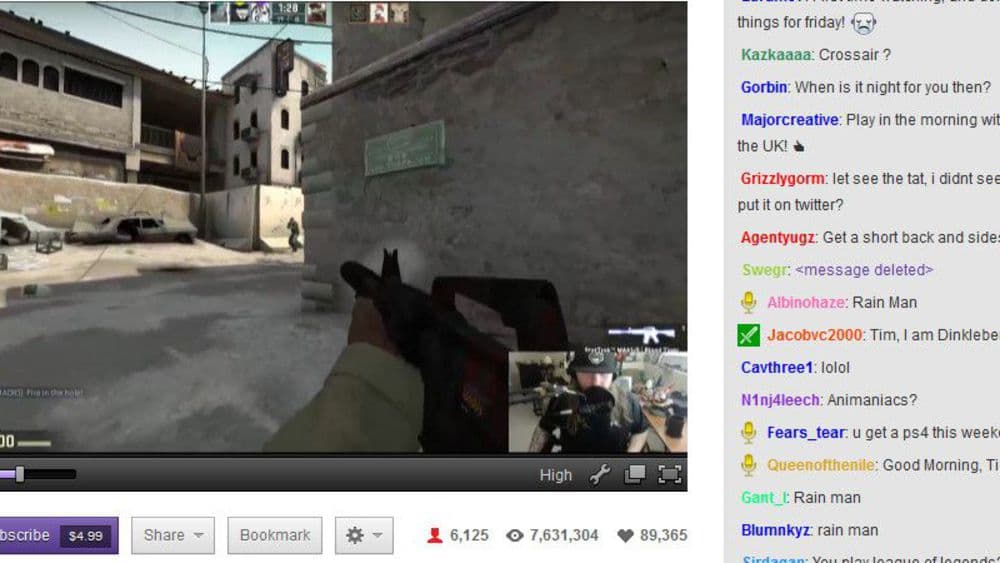 1:28
RADIO): Fire in the hole!
00
High
bscribe $4.99
Share
Bookmark
6,125
7,631,304
89,365
things for friday!
Kazkaaaa: Crossair ?
Gorbin: When is it night for you then?
Majorcreative: Play in the morning wit
the UK!
Grizzlygorm: let see the tat, i didnt see
put it on twitter?
Agentyugz: Get a short back and sides
Swegr: <message deleted>
Albinohaze: Rain Man
Jacobvc2000: Tim, I am Dinklebe
Cavthree1: lolol
N1nj4leech: Animaniacs?
Fears_tear: u get a ps4 this weeke
Queenofthenile: Good Morning, Ti
Gant_l: Rain man
Blumnkyz: rain man
Sirdagan: You play league of legends?